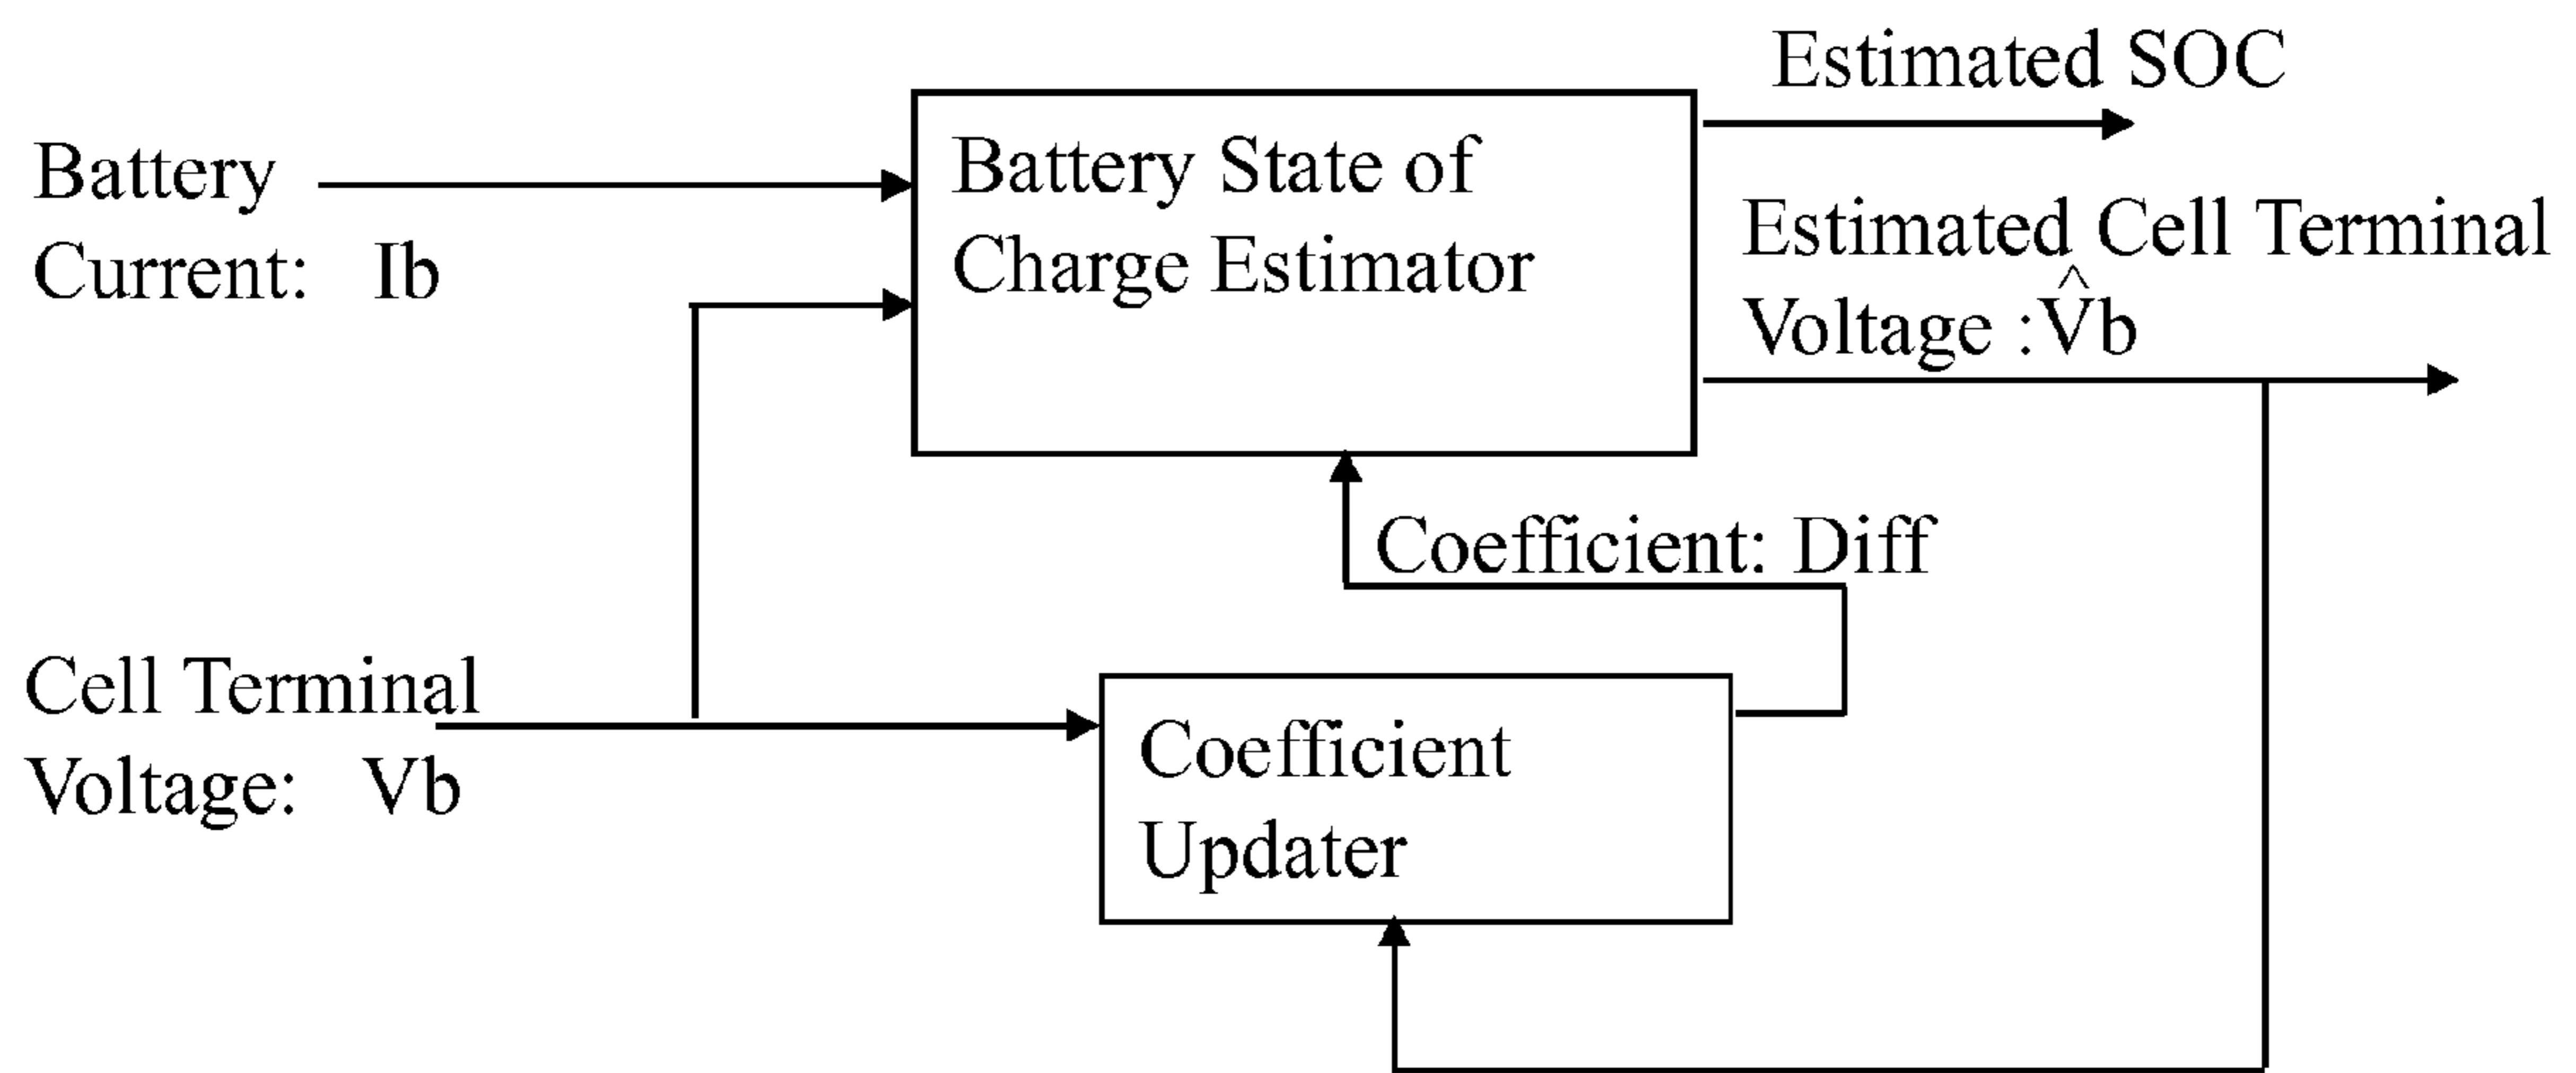 Estimated SOC
Battery
Current: Ib
Battery State of
Charge Estimator
Estimated Cell Terminal
Voltage :V̂b
Coefficient: Diff
Cell Terminal
Voltage: Vb
Coefficient
Updater